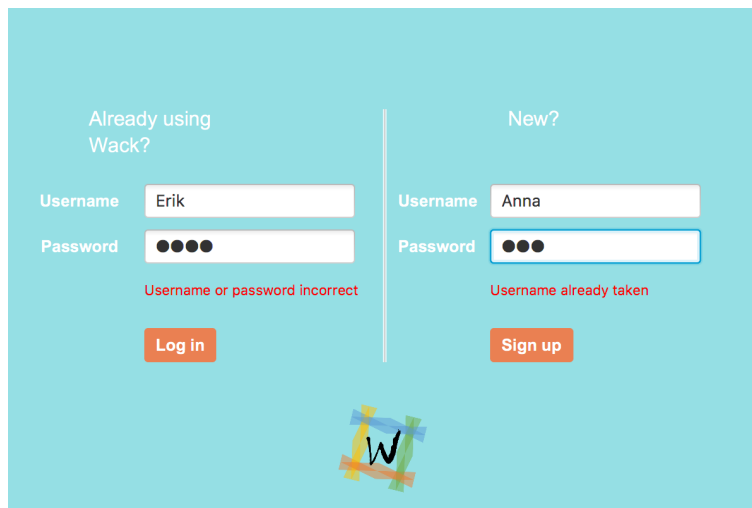 Already using
Wack?
Username Erik
Password ●●●●
Username or password incorrect
Log in
New?
Username Anna
Password ●●●
Username already taken
Sign up
W